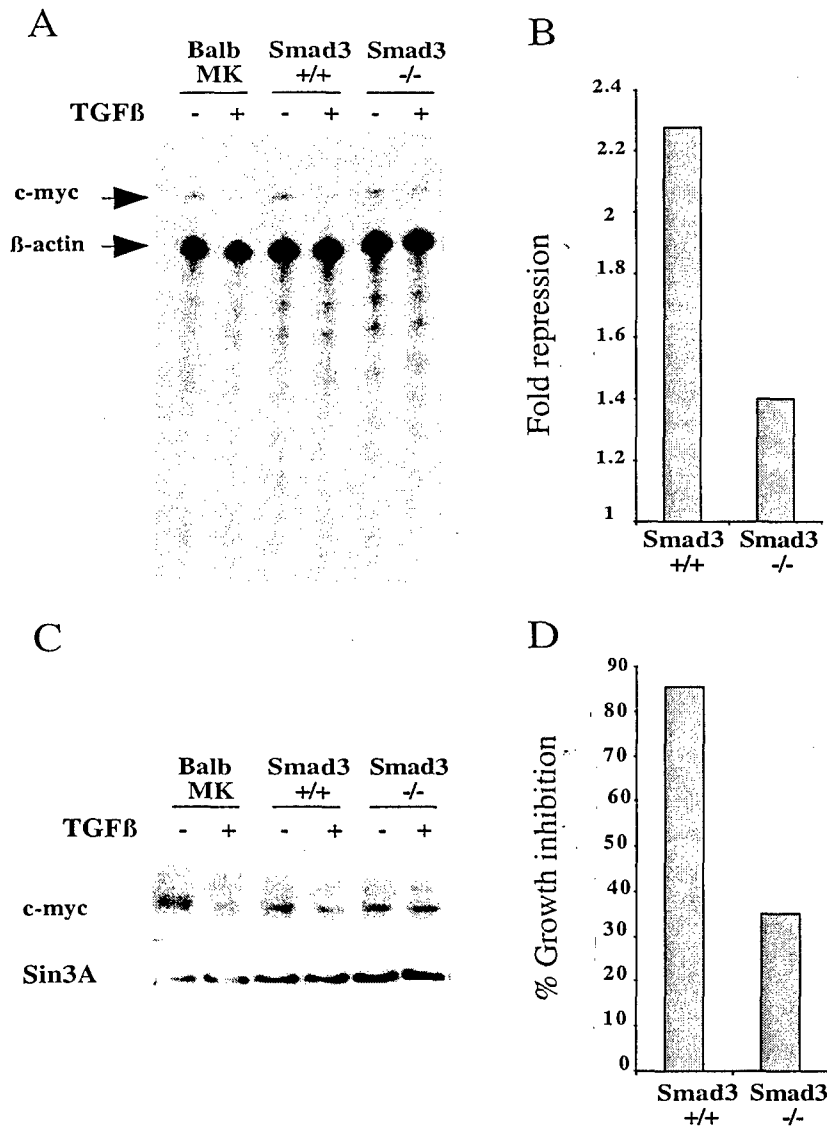 A
Balb Smad3 Smad3
MK +/+ -/-
TGFß - + - + - +
c-myc
ß-actin
B
Fold repression
2.4
2.2
2
1.8
1.6
1.4
1.2
1
Smad3 Smad3
+/+ -/-
C
Balb Smad3 Smad3
MK +/+ -/-
TGFß - + - + - +
c-myc
Sin3A
D
% Growth inhibition
90
80
70
60
50
40
30
20
10
0
Smad3 Smad3
+/+ -/-